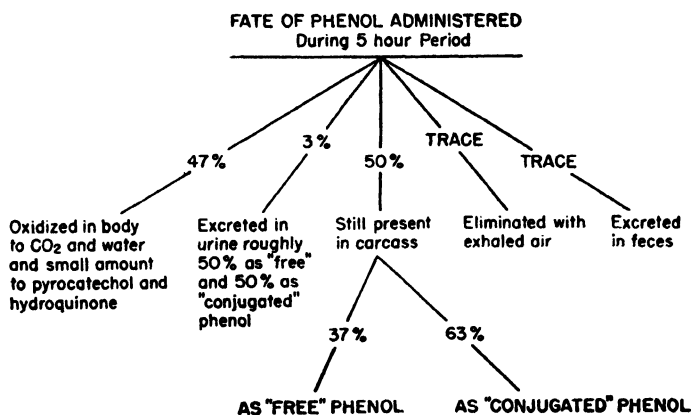 FATE OF PHENOL ADMINISTERED
During 5 hour Period
47%
3%
50%
TRACE
TRACE
Oxidized in body
to CO₂ and water
and small amount
to pyrocatechol and
hydroquinone
Excreted in
urine roughly
50% as "free"
and 50% as
"conjugated"
phenol
Still present
in carcass
Eliminated with
exhaled air
Excreted
in feces
37%
63%
AS "FREE" PHENOL
AS "CONJUGATED" PHENOL